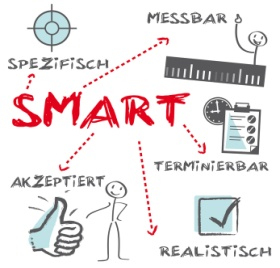 MESSBAR
SPEZIFISCH
SMART
TERMINIERBAR
AKZEPTIERT
REALISTISCH